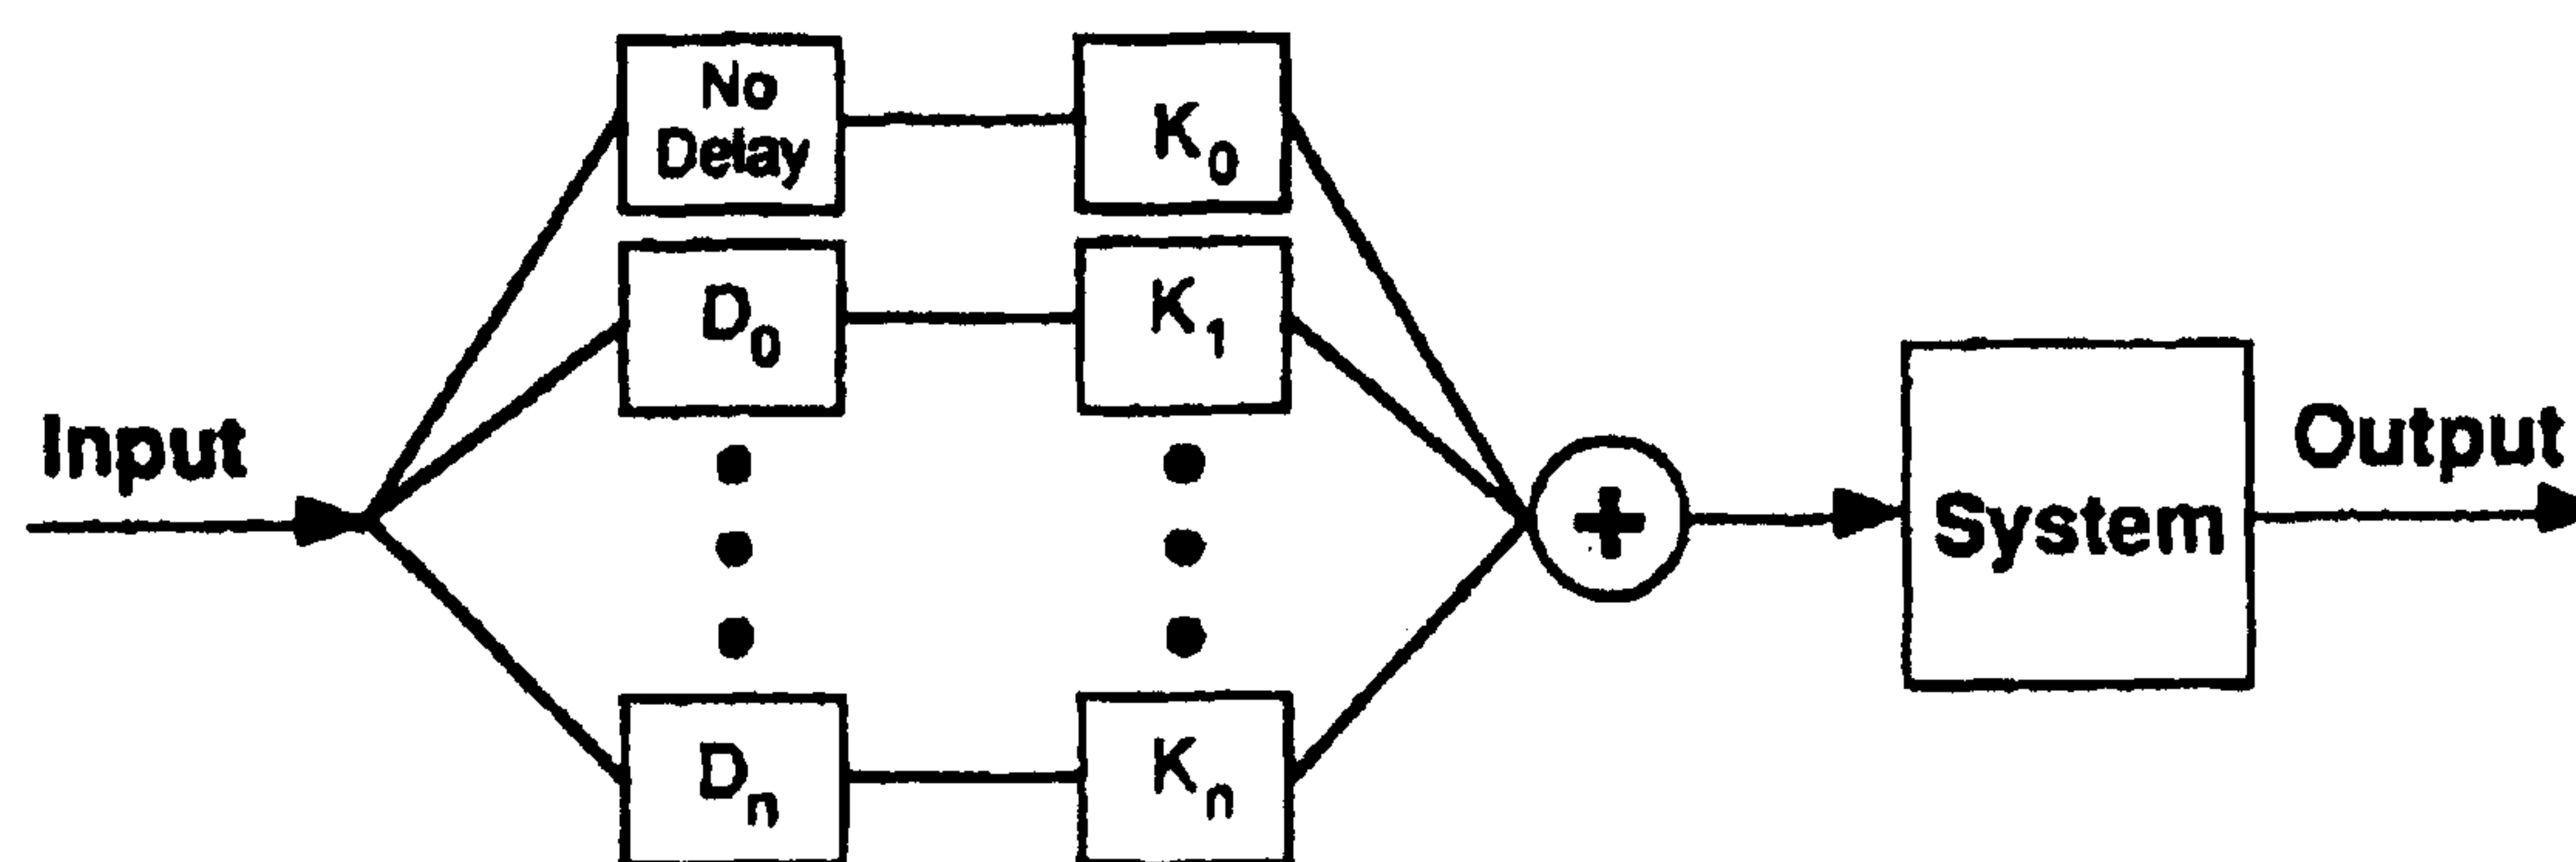 No
Delay
K0
D0
K1
Input
+
System
Output
Dn
Kn